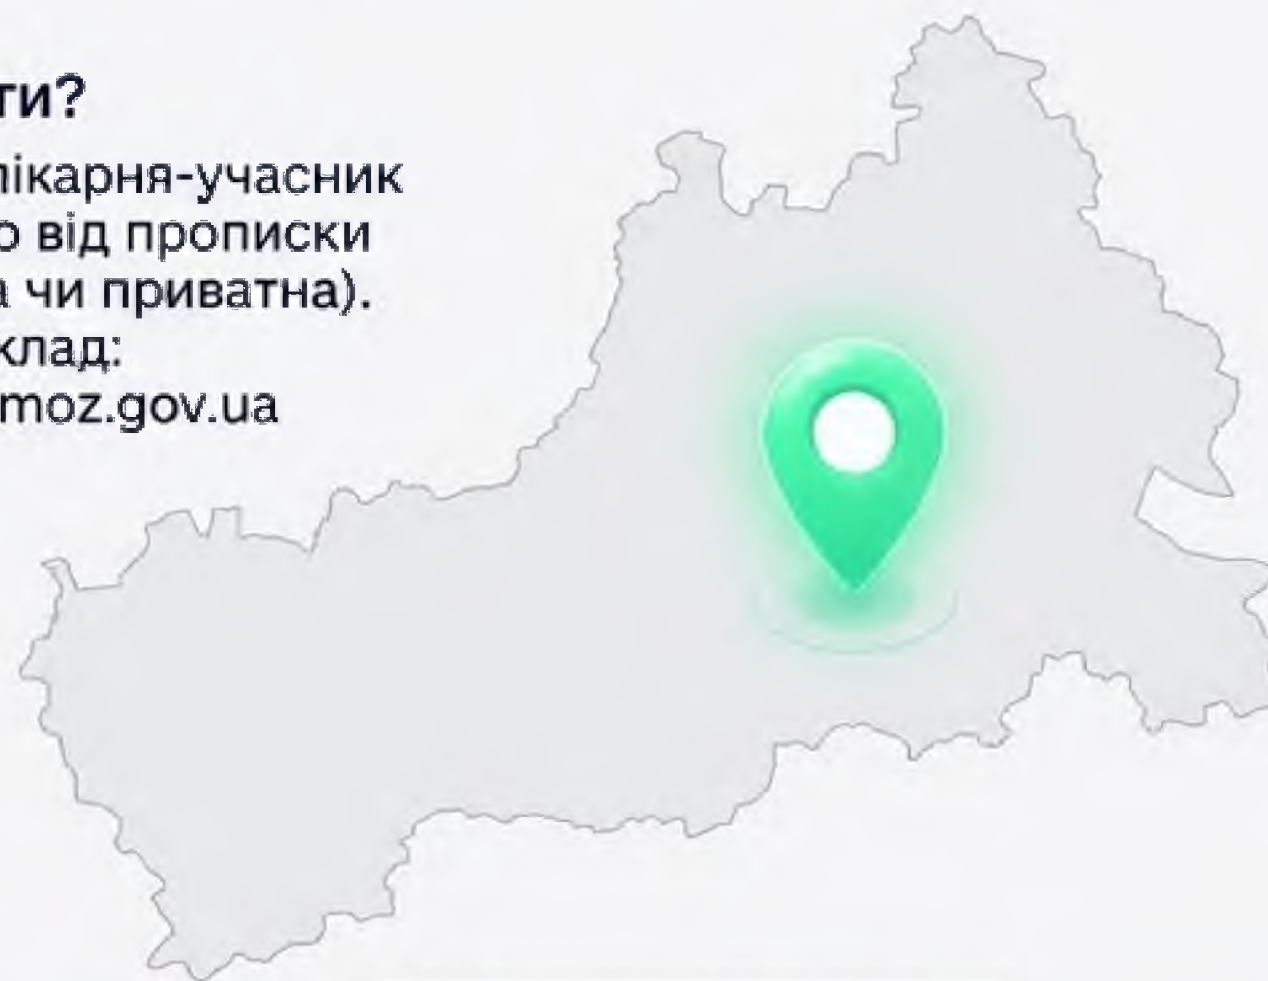 ти?
лікарня-учасник
о від прописки
а чи приватна).
клад:
moz.gov.ua